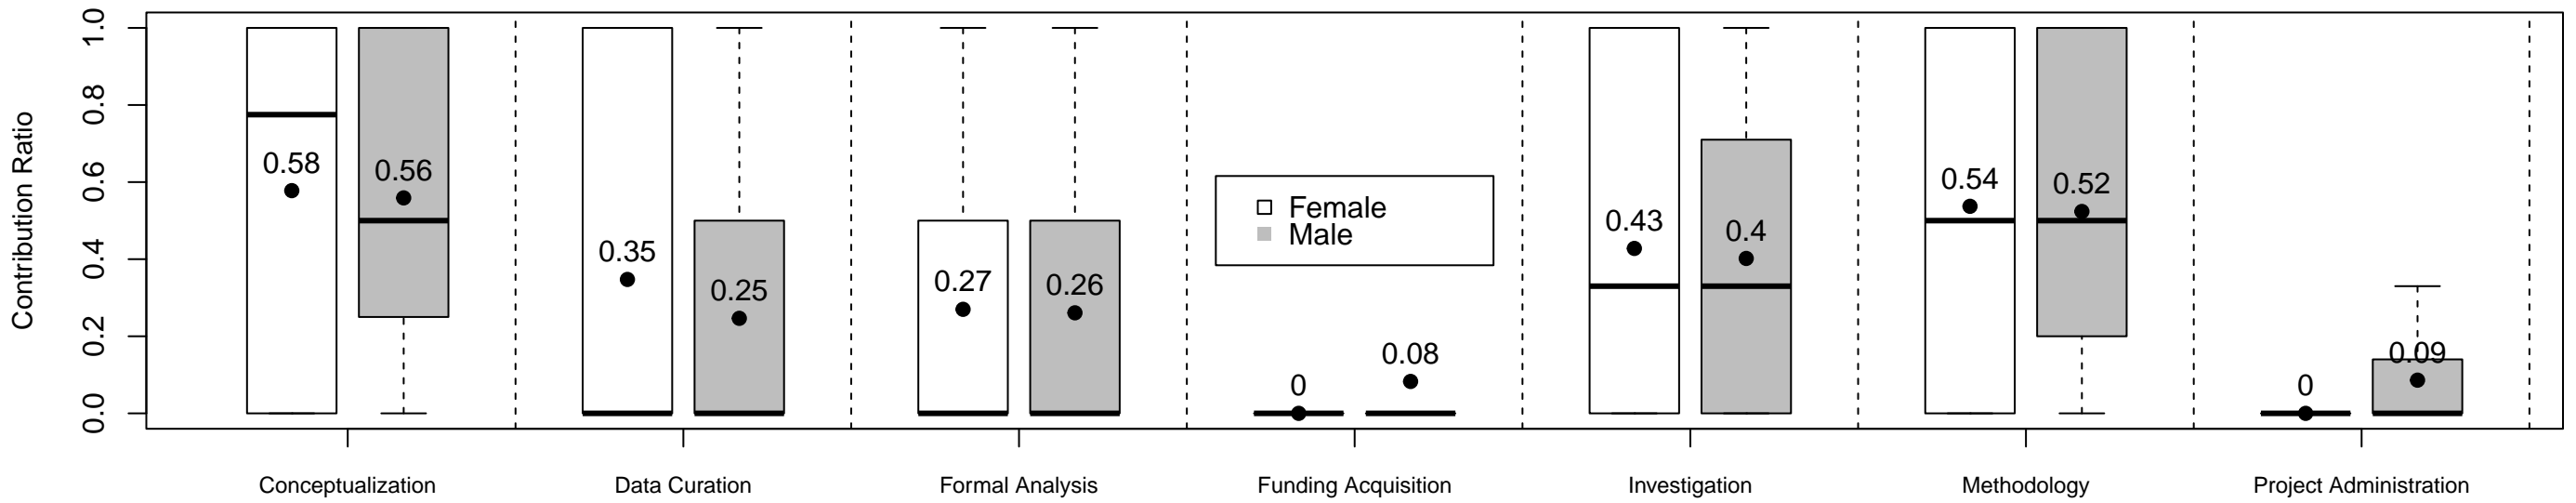 Contribution Ratio
1.0
0.8
0.6
0.4
0.2
0.0
0.58
0.56
0.35
0.25
0.27
0.26
0
0.08
0.43
0.4
0.54
0.52
0
0.09
Female
Male
Conceptualization
Data Curation
Formal Analysis
Funding Acquisition
Investigation
Methodology
Project Administration